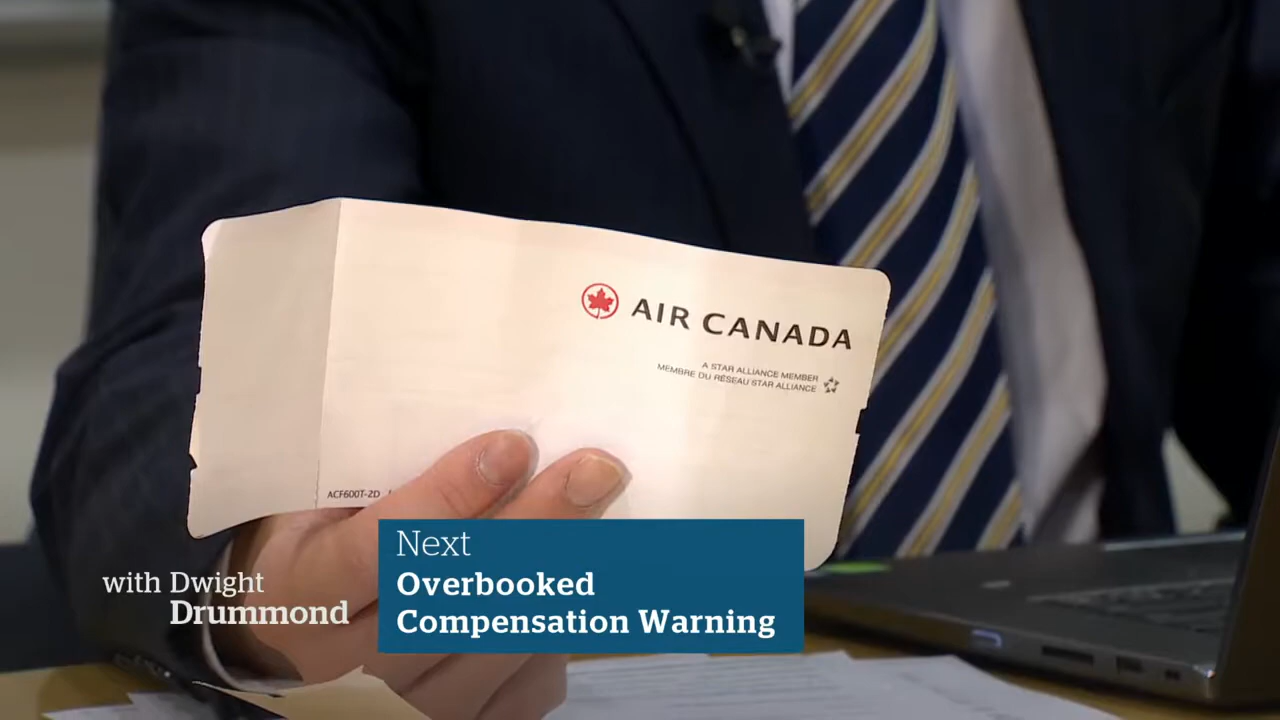 AIR CANADA
A STAR ALLIANCE MEMBER
MEMBRE DU RÉSEAU STAR ALLIANCE
ACF600T-2D
with Dwight
Drummond
Next
Overbooked
Compensation Warning